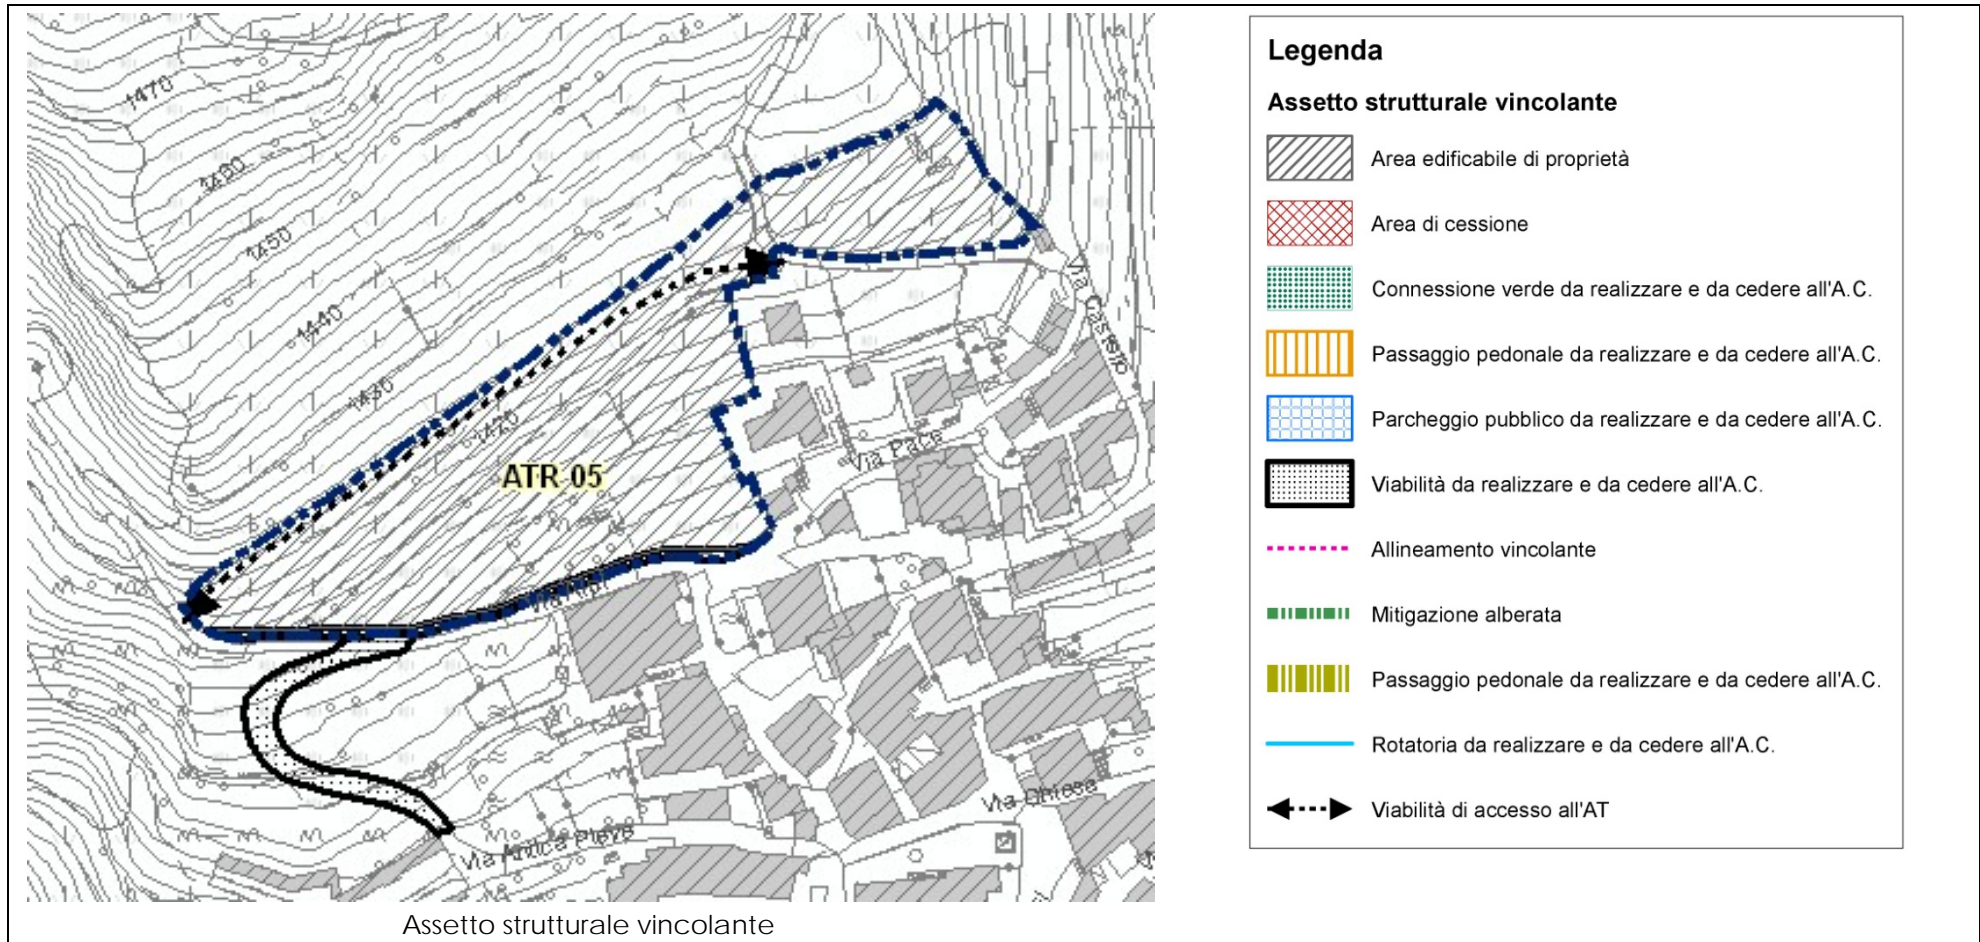 1470
1460
1450
1440
1430
1420
ATR 05
Via Castello
Via Pace
Via Chiesa
Via Antica Pieve
Assetto strutturale vincolante
Legenda
Assetto strutturale vincolante
Area edificabile di proprietà
Area di cessione
Connessione verde da realizzare e da cedere all'A.C.
Passaggio pedonale da realizzare e da cedere all'A.C.
Parcheggio pubblico da realizzare e da cedere all'A.C.
Viabilità da realizzare e da cedere all'A.C.
Allineamento vincolante
Mitigazione alberata
Passaggio pedonale da realizzare e da cedere all'A.C.
Rotatoria da realizzare e da cedere all'A.C.
Viabilità di accesso all'AT